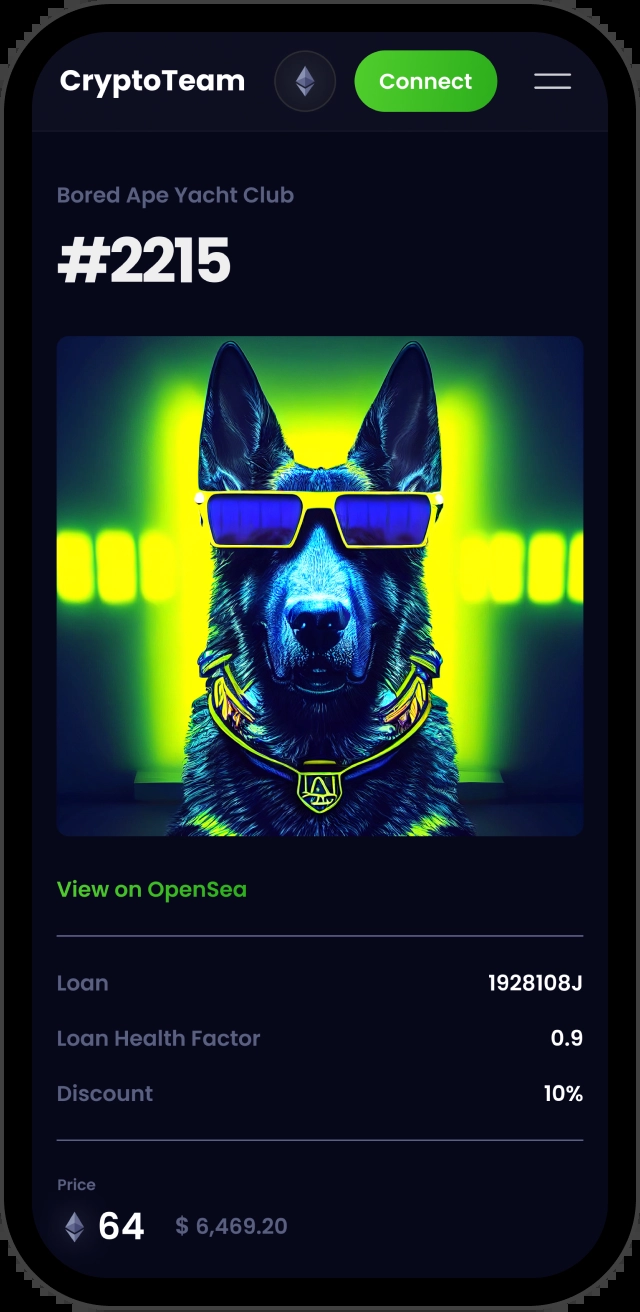 CryptoTeam Connect
Bored Ape Yacht Club
#2215
View on OpenSea
Loan 1928108J
Loan Health Factor 0.9
Discount 10%
Price
64 $ 6,469.20